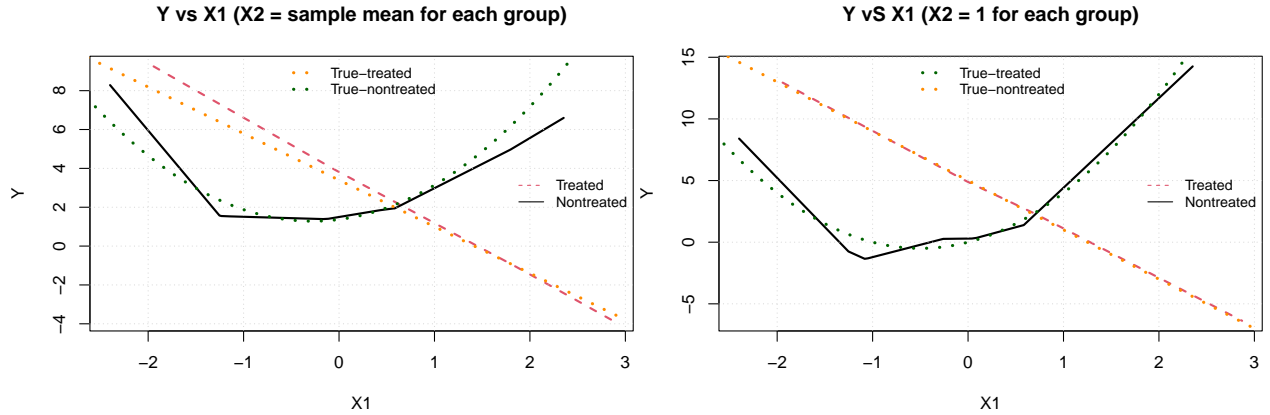 Y vs X1 (X2 = sample mean for each group)
True−treated
True−nontreated
Treated
Nontreated
Y
8
6
4
2
0
−2
−4
−2
−1
0
1
2
3
X1
Y vS X1 (X2 = 1 for each group)
True−treated
True−nontreated
Treated
Nontreated
Y
15
10
5
0
−5
−2
−1
0
1
2
3
X1